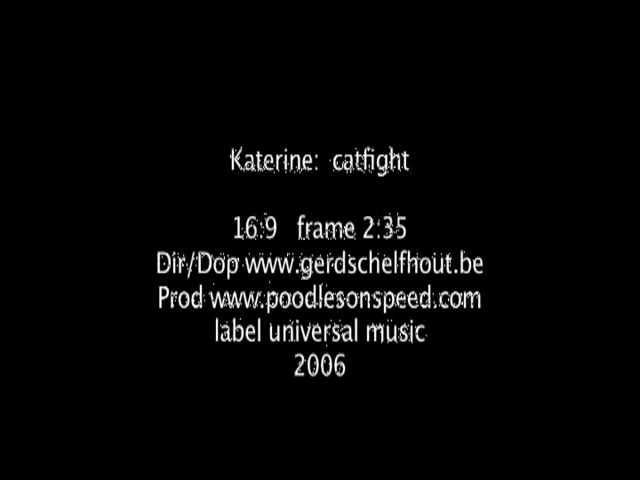 Katerine: catfight
16:9 frame 2:35
Dir/Dop www.gerdschelfhout.be
Prod www.poodlesonspeed.com
label universal music
2006